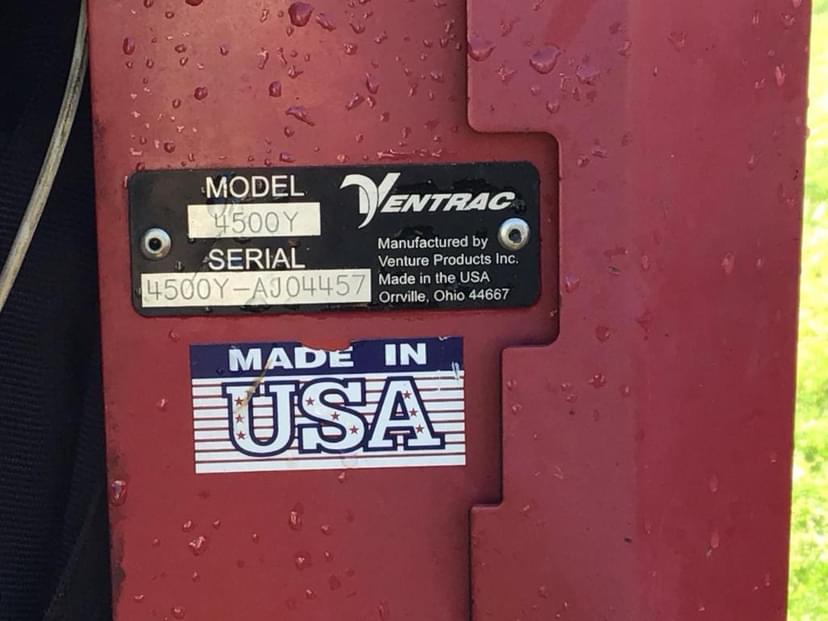 MODEL
4500Y
SERIAL
4500Y-AJ04457
VENTRAC
Manufactured by
Venture Products Inc.
Made in the USA
Orrville, Ohio 44667
MADE IN
USA